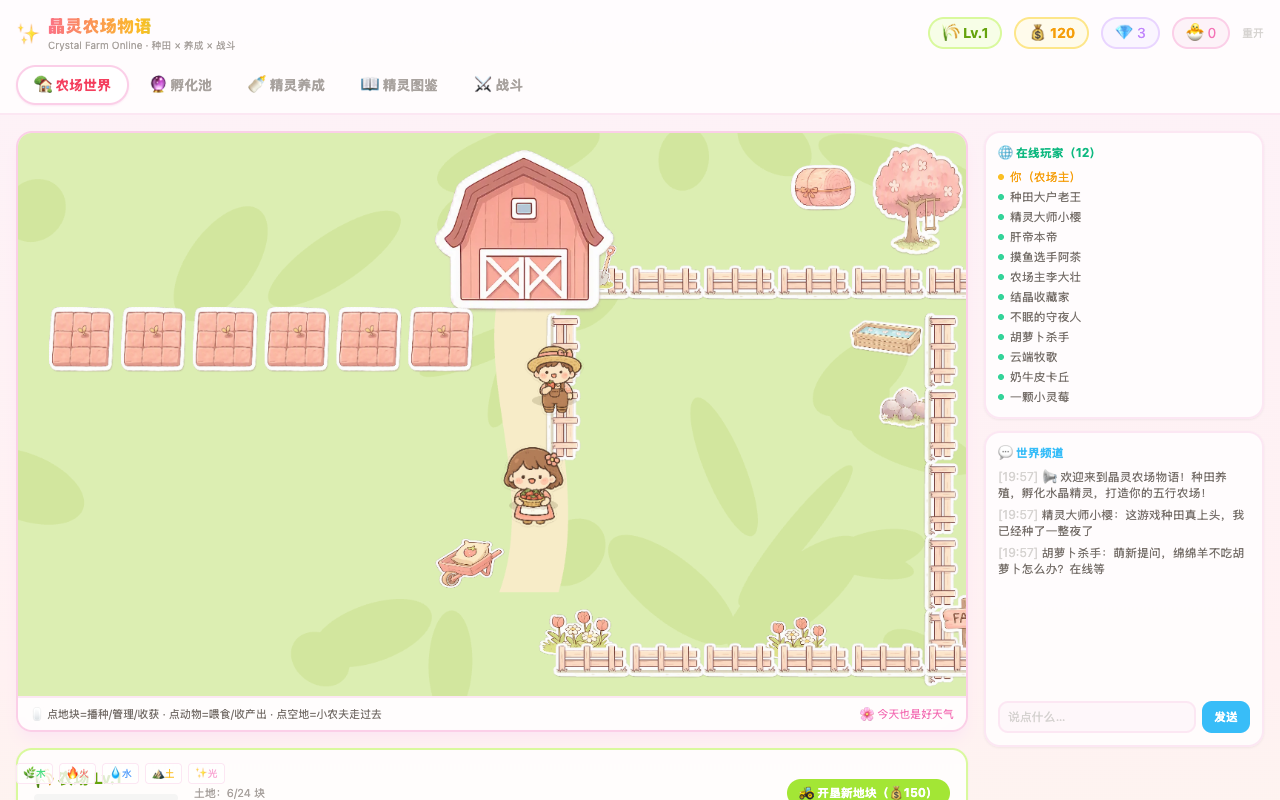 晶灵农场物语
Crystal Farm Online · 种田 × 养成 × 战斗
Lv.1
120
3
0
重开
农场世界
孵化池
精灵养成
精灵图鉴
战斗
在线玩家（12）
你（农场主）
种田大户老王
精灵大师小樱
肝帝本帝
摸鱼选手阿茶
农场主李大壮
结晶收藏家
不眠的守夜人
胡萝卜杀手
云端牧歌
奶牛皮卡丘
一颗小灵莓
世界频道
[19:57] 欢迎来到晶灵农场物语！种田养
殖，孵化水晶精灵，打造你的五行农场！
[19:57] 精灵大师小樱：这游戏种田真上头，我
已经种了一整夜了
[19:57] 胡萝卜杀手：萌新提问，绵绵羊不吃胡
萝卜怎么办？在线等
说点什么...
发送
点地块=播种/管理/收获 · 点动物=喂食/收产出 · 点空地=小农夫走过去
今天也是好天气
木
火
水
土
光
土地：6/24 块
开垦新地块（150）